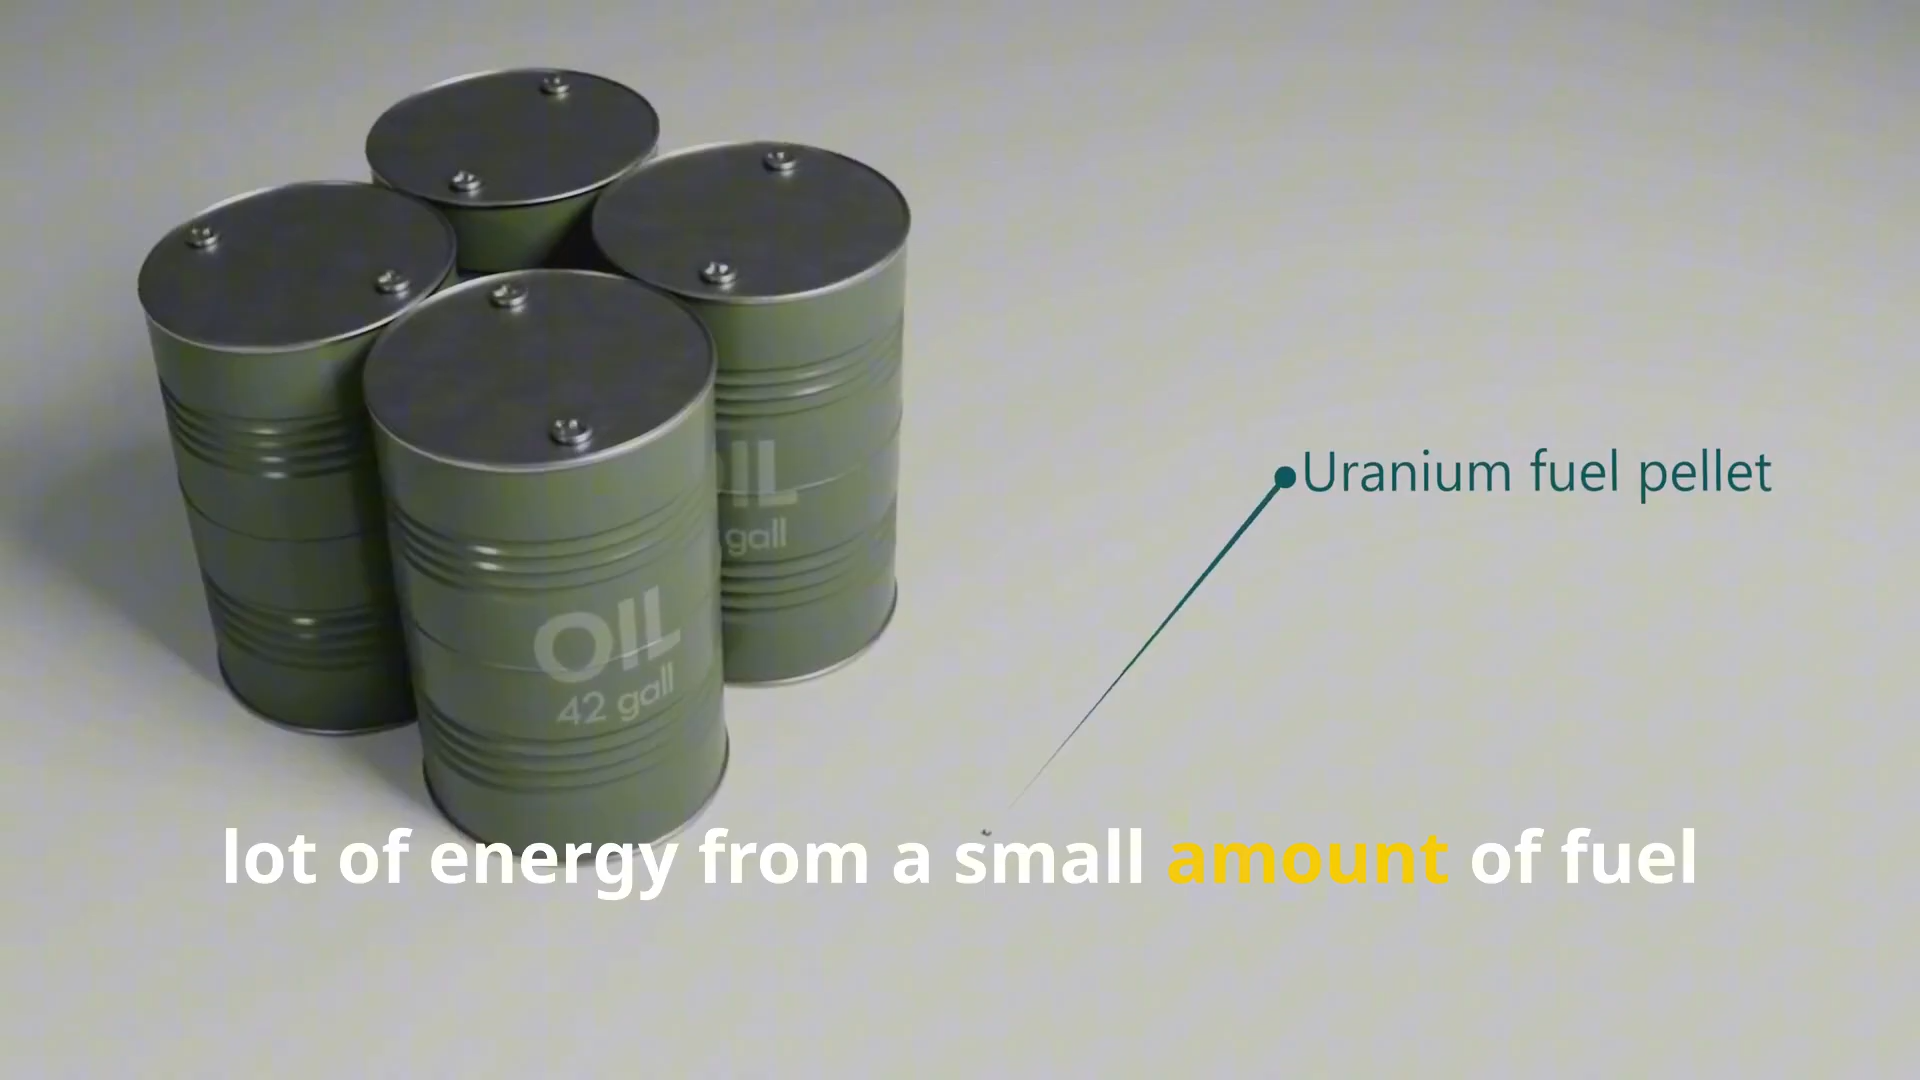 OIL
42 gall
gall
Uranium fuel pellet
lot of energy from a small amount of fuel